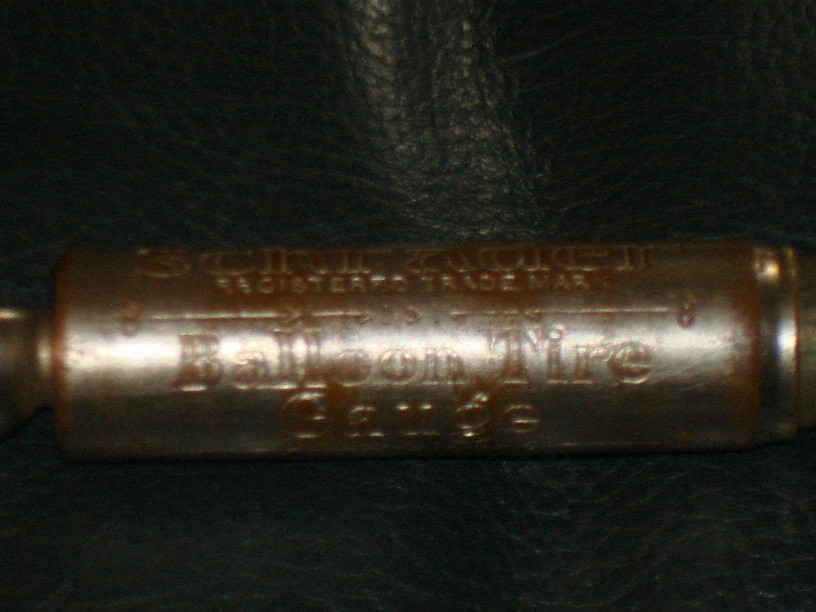 Schrader
REGISTERED TRADE MARK
Balloon Tire
Gauge